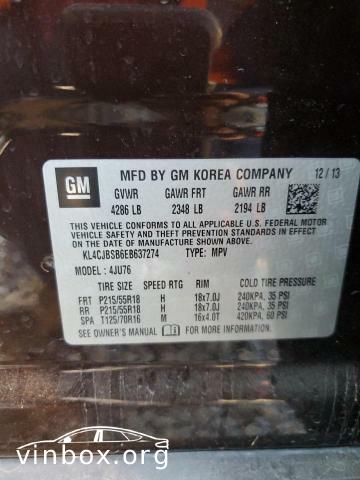 GM
MFD BY GM KOREA COMPANY 12/13
GVWR GAWR FRT GAWR RR
4286 LB 2348 LB 2194 LB
THIS VEHICLE CONFORMS TO ALL APPLICABLE U.S. FEDERAL MOTOR
VEHICLE SAFETY AND THEFT PREVENTION STANDARDS IN EFFECT ON
THE DATE OF MANUFACTURE SHOWN ABOVE.
KL4CJBSB6EB637274 TYPE: MPV
MODEL : 4JU76
TIRE SIZE SPEED RTG RIM COLD TIRE PRESSURE
FRT P215/55R18 H 18x7.0J 240KPA, 35 PSI
RR P215/55R18 H 18x7.0J 240KPA, 35 PSI
SPA T125/70R16 M 16x4.0T 420KPA, 60 PSI
SEE OWNER'S MANUAL FOR MORE INFORMATION.
vinbox.org